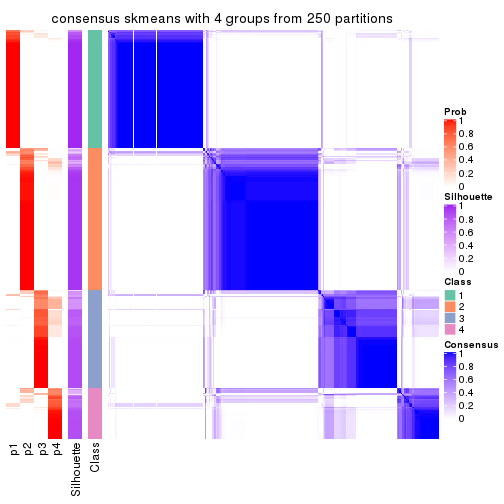 consensus skmeans with 4 groups from 250 partitions
Prob
1
0.8
0.6
0.4
0.2
0
Silhouette
1
0.8
0.6
0.4
0.2
0
Class
1
2
3
4
Consensus
1
0.8
0.6
0.4
0.2
0
p1
p2
p3
p4
Silhouette
Class